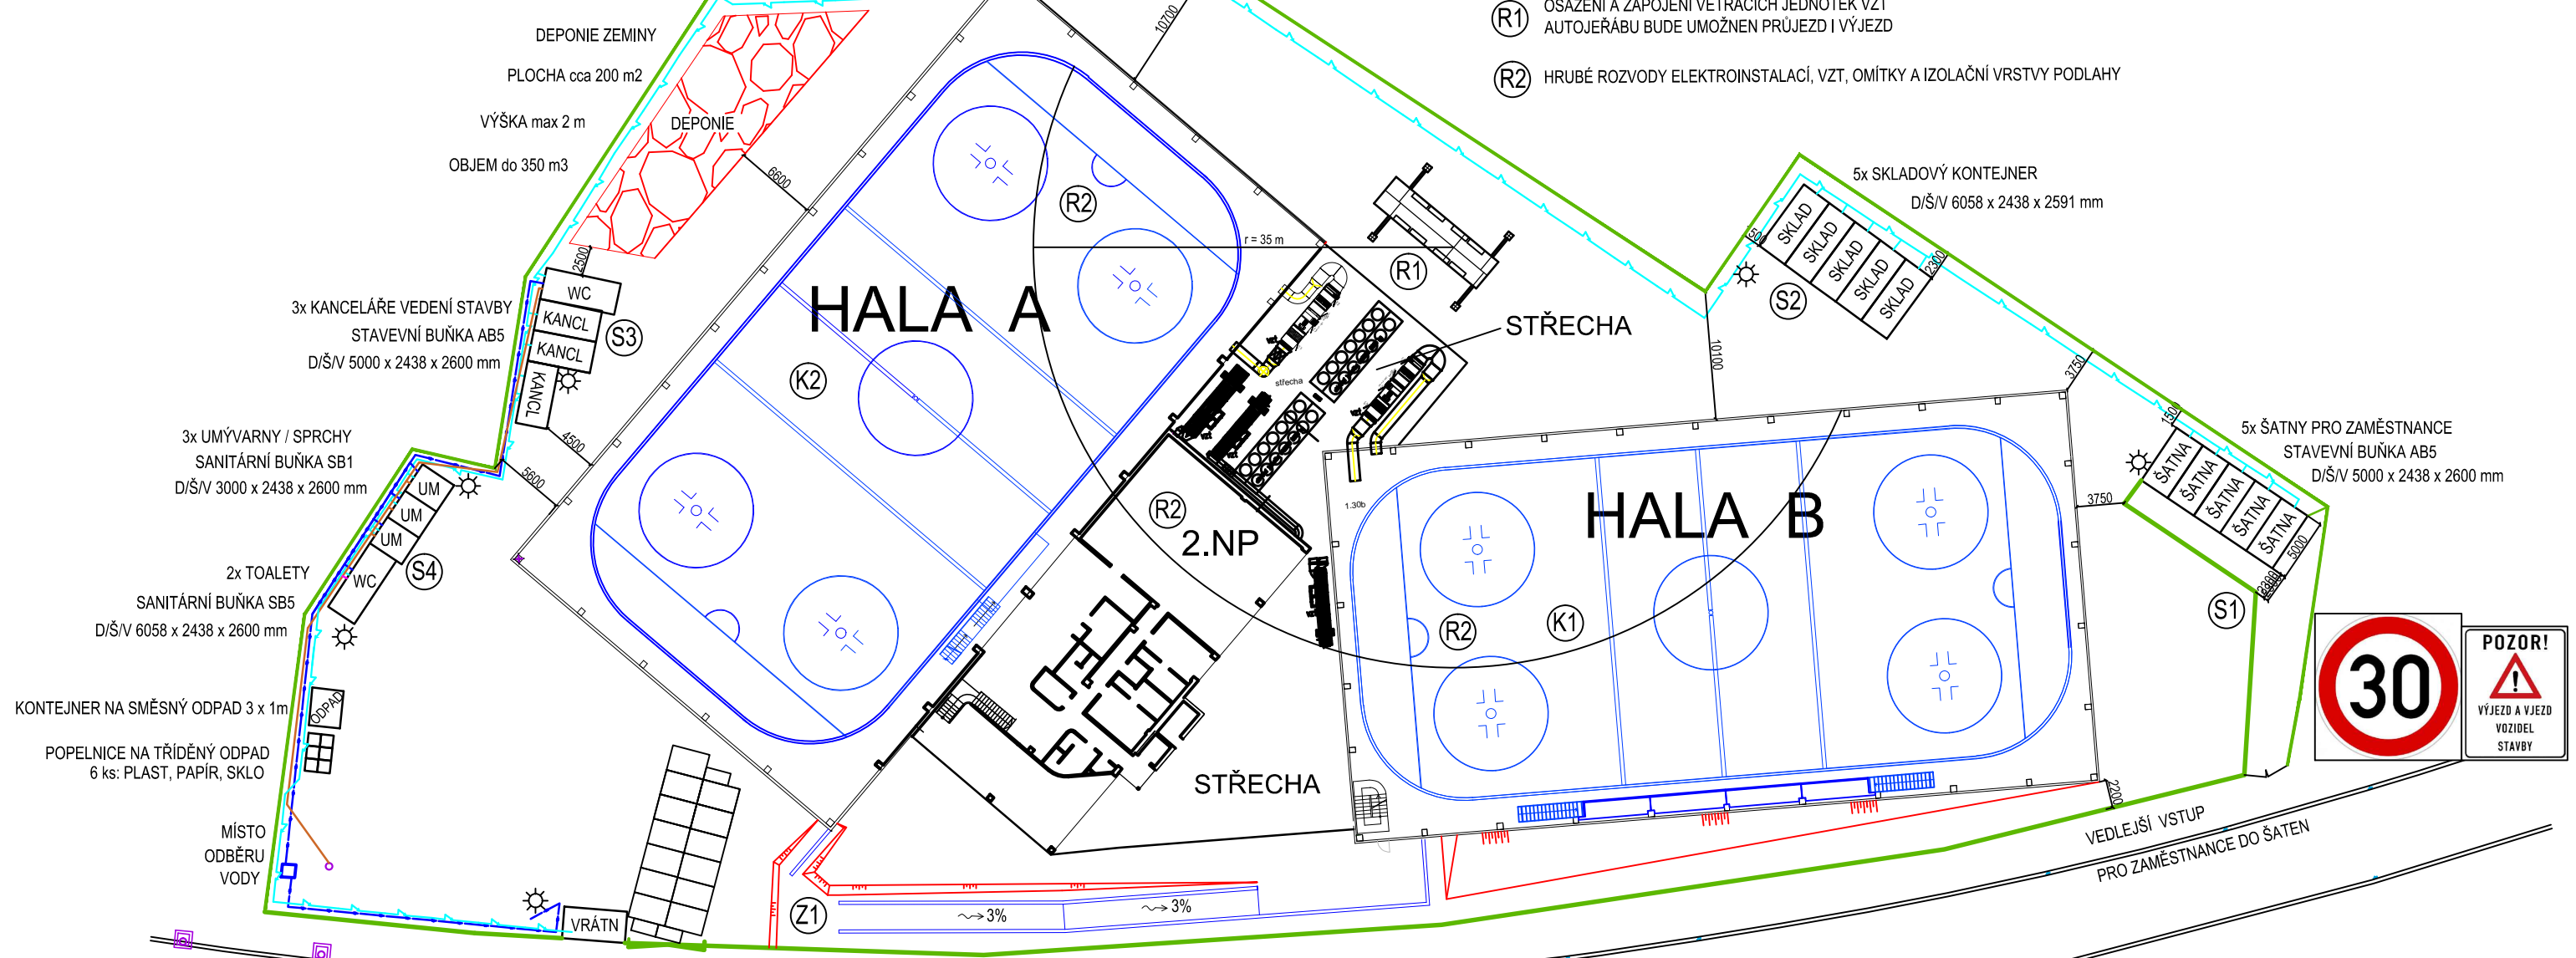 OSAZENÍ A ZAPOJENÍ VĚTRACÍCH JEDNOTEK VZT
R1
AUTOJEŘÁBU BUDE UMOŽNEN PRŮJEZD I VÝJEZD
R2
HRUBÉ ROZVODY ELEKTROINSTALACÍ, VZT, OMÍTKY A IZOLAČNÍ VRSTVY PODLAHY
DEPONIE ZEMINY
PLOCHA cca 200 m2
VÝŠKA max 2 m
OBJEM do 350 m3
DEPONIE
6600
10700
2500
R2
r = 35 m
R1
5x SKLADOVÝ KONTEJNER
D/Š/V 6058 x 2438 x 2591 mm
SKLAD
SKLAD
SKLAD
SKLAD
SKLAD
2300
S2
3x KANCELÁŘE VEDENÍ STAVBY
STAVEVNÍ BUŇKA AB5
D/Š/V 5000 x 2438 x 2600 mm
WC
KANCL
KANCL
KANCL
S3
HALA A
K2
STŘECHA
střecha
10100
3750
4500
5600
3x UMÝVARNY / SPRCHY
SANITÁRNÍ BUŇKA SB1
D/Š/V 3000 x 2438 x 2600 mm
UM
UM
UM
WC
S4
2x TOALETY
SANITÁRNÍ BUŇKA SB5
D/Š/V 6058 x 2438 x 2600 mm
R2
2.NP
1.30b
HALA B
R2
K1
1500
5x ŠATNY PRO ZAMĚSTNANCE
STAVEVNÍ BUŇKA AB5
D/Š/V 5000 x 2438 x 2600 mm
ŠATNA
ŠATNA
ŠATNA
ŠATNA
ŠATNA
3750
5000
S1
30
POZOR!
VÝJEZD A VJEZD
VOZIDEL
STAVBY
KONTEJNER NA SMĚSNÝ ODPAD 3 x 1m
ODPAD
POPELNICE NA TŘÍDĚNÝ ODPAD
6 ks: PLAST, PAPÍR, SKLO
MÍSTO
ODBĚRU
VODY
VRÁTN
STŘECHA
Z1
3%
3%
2200
VEDLEJŠÍ VSTUP
PRO ZAMĚSTNANCE DO ŠATEN